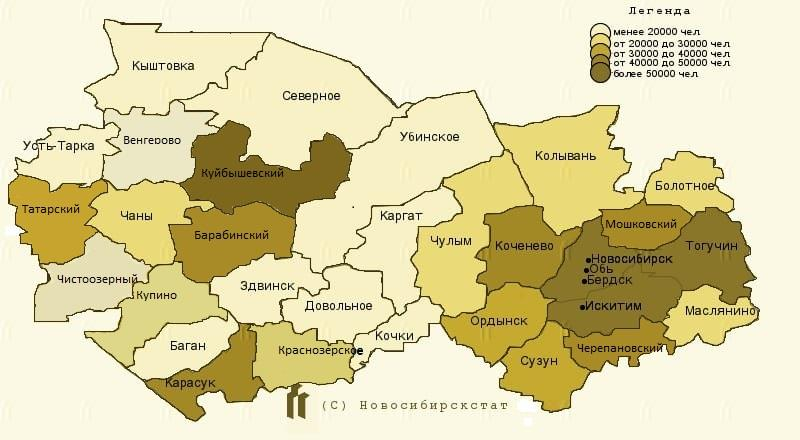 Легенда
менее 20000 чел
от 20000 до 30000 чел
от 30000 до 40000 чел
от 40000 до 50000 чел
более 50000 чел
Кыштовка
Северное
Усть-Тарка
Венгерово
Куйбышевский
Убинское
Колывань
Болотное
Татарский
Чаны
Барабинский
Каргат
Чулым
Коченево
Мошковский
Тогучин
Новосибирск
Обь
Бердск
Искитим
Чистоозерный
Купино
Здвинск
Довольное
Ордынск
Маслянино
Баган
Краснозёрское
Кочки
Сузун
Черепановский
Карасук
(С) Новосибирскстат